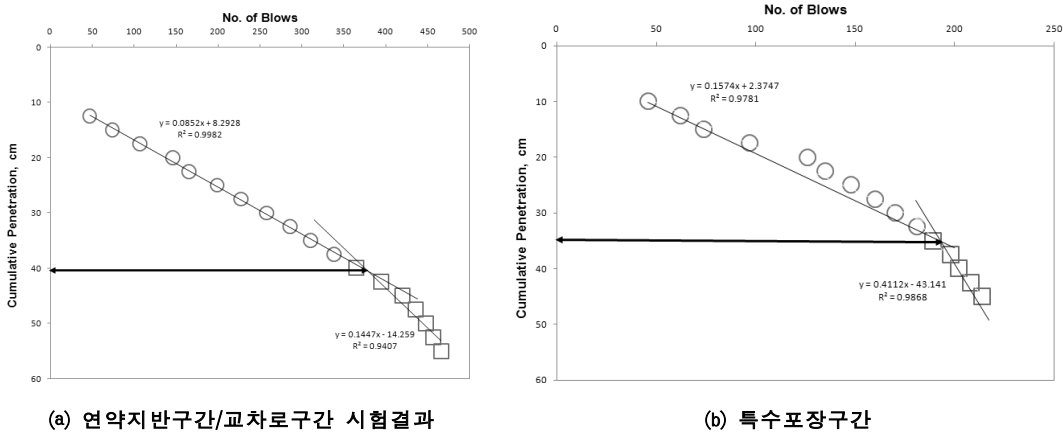 No. of Blows
0 50 100 150 200 250 300 350 400 450 500
0
10
20
30
40
50
60
Cumulative Penetration, cm
y = 0.0852x + 8.2928
R² = 0.9982
y = 0.1447x - 14.259
R² = 0.9407
(a) 연약지반구간/교차로구간 시험결과
No. of Blows
0 50 100 150 200 250
0
10
20
30
40
50
60
Cumulative Penetration, cm
y = 0.1574x + 2.3747
R² = 0.9781
y = 0.4112x - 43.141
R² = 0.9868
(b) 특수포장구간